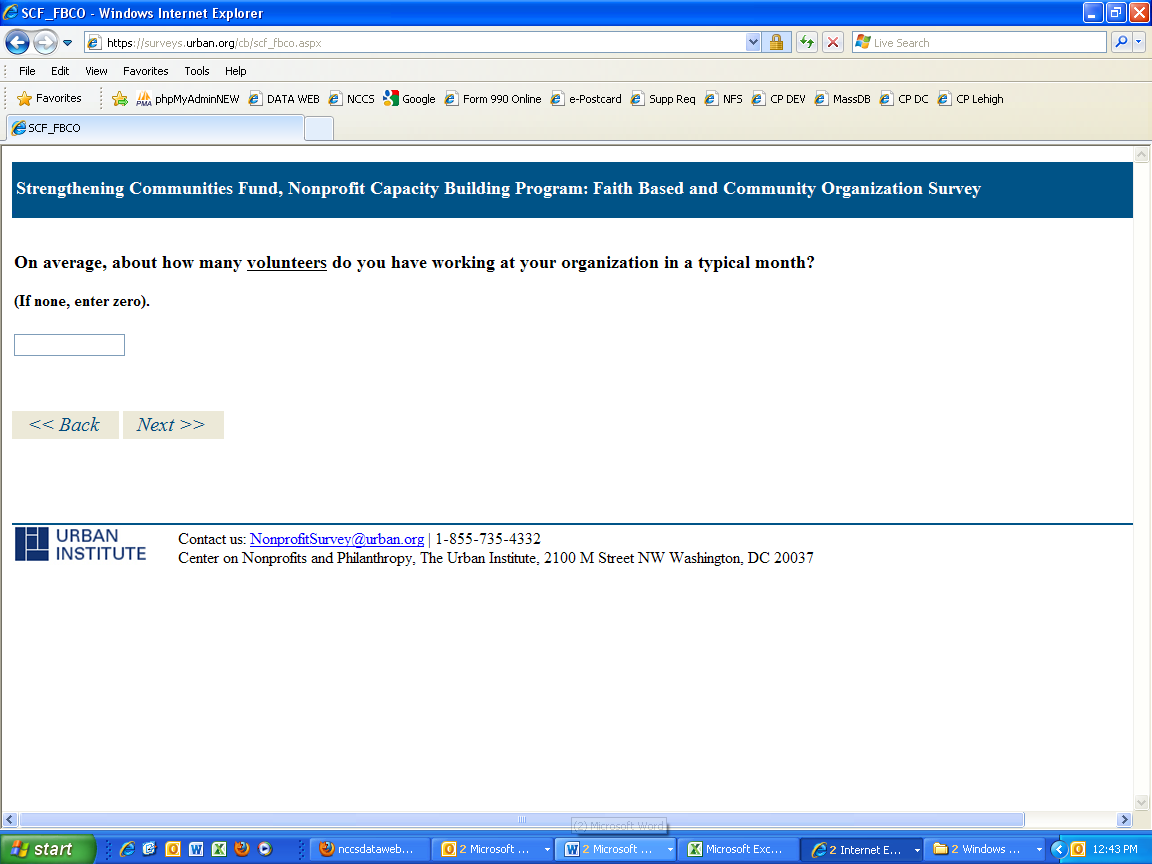 SCF_FBCO - Windows Internet Explorer
https://surveys.urban.org/cb/scf_fbco.aspx
Live Search
File Edit View Favorites Tools Help
Favorites phpMyAdminNEW DATA WEB NCCS Google Form 990 Online e-Postcard Supp Req NFS CP DEV MassDB CP DC CP Lehigh
SCF_FBCO
Strengthening Communities Fund, Nonprofit Capacity Building Program: Faith Based and Community Organization Survey
On average, about how many volunteers do you have working at your organization in a typical month?
(If none, enter zero).
<< Back Next >>
URBAN
INSTITUTE
Contact us: NonprofitSurvey@urban.org | 1-855-735-4332
Center on Nonprofits and Philanthropy, The Urban Institute, 2100 M Street NW Washington, DC 20037
(2) Microsoft Word
start nccsdataweb... 2 Microsoft ... 2 Microsoft ... Microsoft Exc... 2 Internet E... 2 Windows ... 12:43 PM